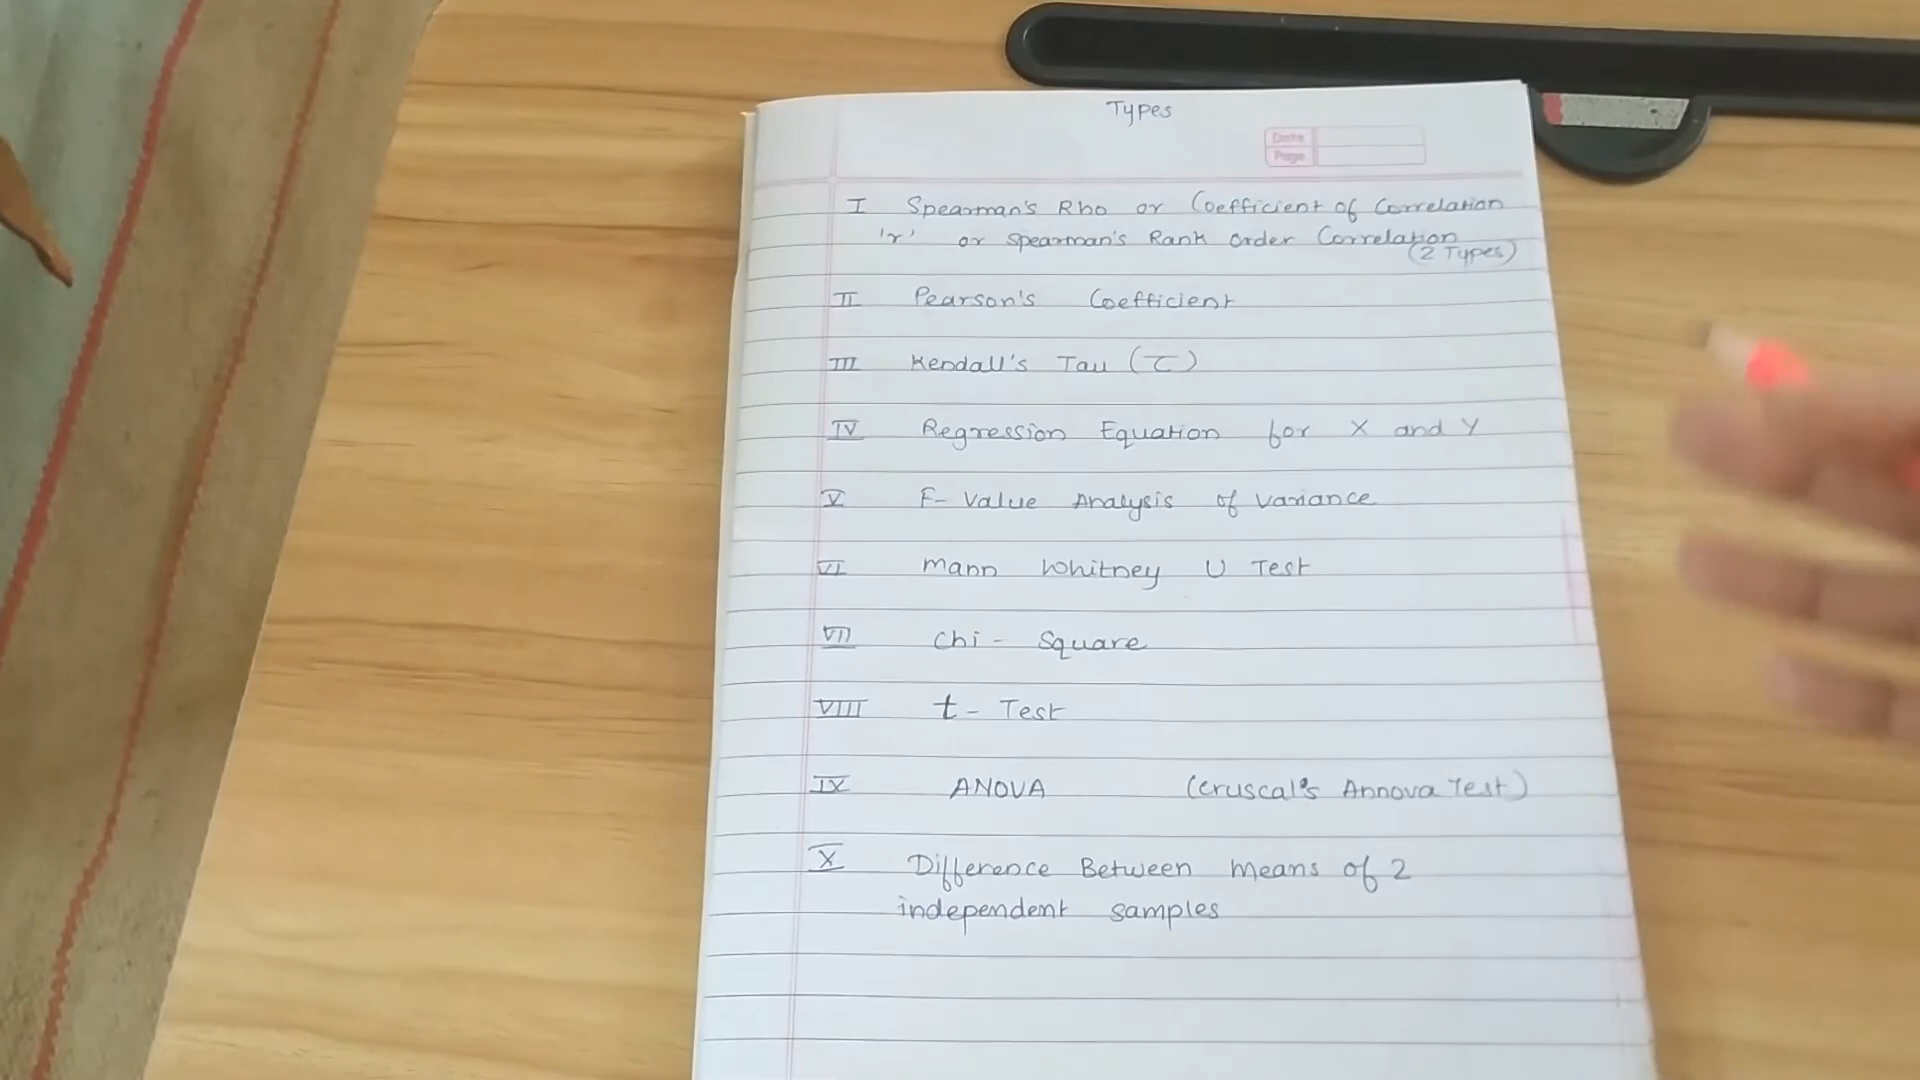 Types
Date
Page
I Spearman's Rho or Coefficient of Correlation
'r' or Spearman's Rank Order Correlation
(2 Types)
II Pearson's Coefficient
III Kendall's Tau (τ)
IV Regression Equation for X and Y
V F- Value Analysis of Variance
VI Mann Whitney U Test
VII Chi - Square
VIII t - Test
IX ANOVA (Cruscal's Annova Test)
X Difference Between Means of 2
independent samples